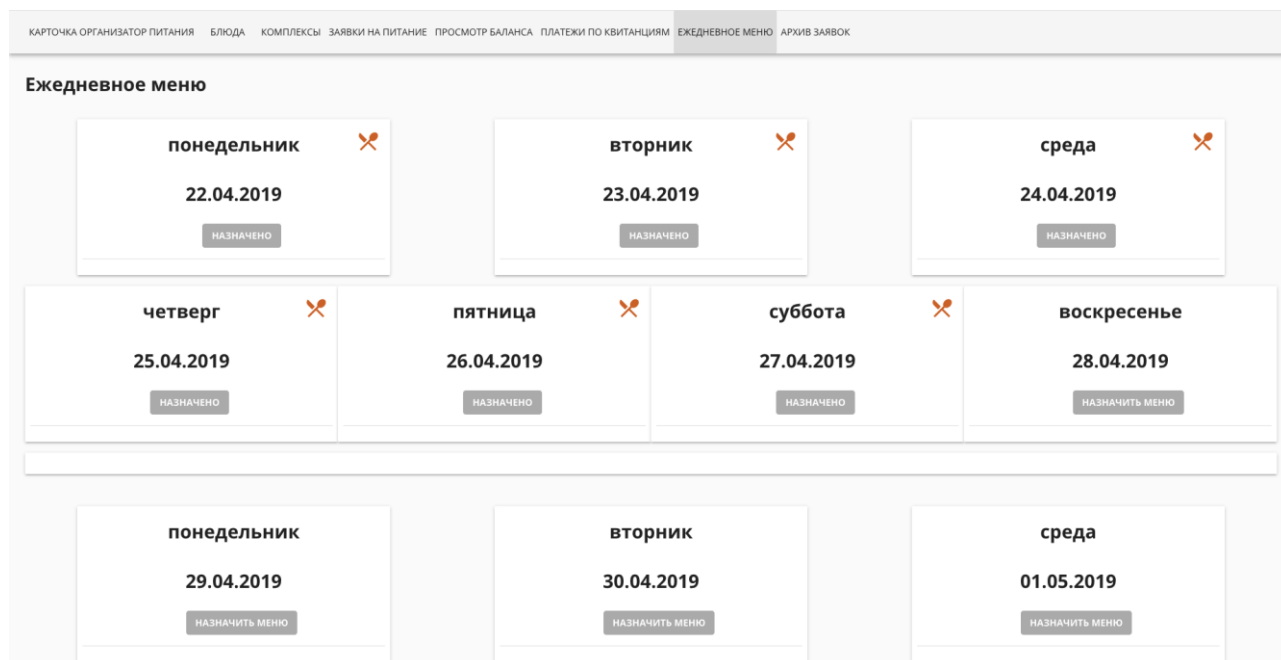 КАРТОЧКА ОРГАНИЗАТОР ПИТАНИЯ БЛЮДА КОМПЛЕКСЫ ЗАЯВКИ НА ПИТАНИЕ ПРОСМОТР БАЛАНСА ПЛАТЕЖИ ПО КВИТАНЦИЯМ ЕЖЕДНЕВНОЕ МЕНЮ АРХИВ ЗАЯВОК
Ежедневное меню
понедельник вторник среда
22.04.2019 23.04.2019 24.04.2019
НАЗНАЧЕНО НАЗНАЧЕНО НАЗНАЧЕНО
четверг пятница суббота воскресенье
25.04.2019 26.04.2019 27.04.2019 28.04.2019
НАЗНАЧЕНО НАЗНАЧЕНО НАЗНАЧЕНО НАЗНАЧИТЬ МЕНЮ
понедельник вторник среда
29.04.2019 30.04.2019 01.05.2019
НАЗНАЧИТЬ МЕНЮ НАЗНАЧИТЬ МЕНЮ НАЗНАЧИТЬ МЕНЮ